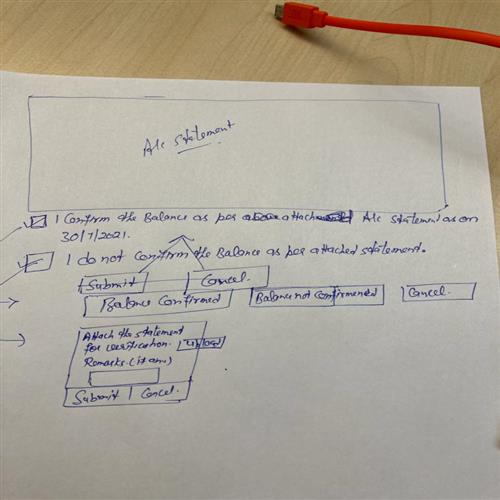 A/c Statement
I Confirm the Balance as per above attach A/c Statement as on
30/7/2021.
I do not confirm the Balance as per attached statement.
Submit Cancel.
Balance Confirmed Balance not confirmed Cancel.
Attach the statement
for verification. Upload
Remarks. (if any)
Submit Cancel.